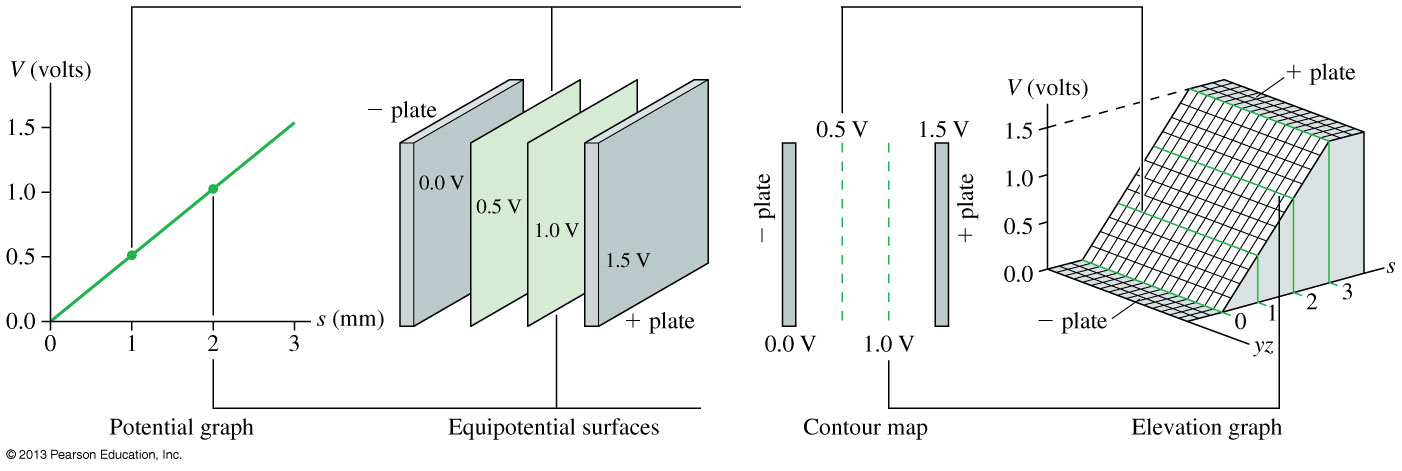 V (volts)
1.5
1.0
0.5
0.0
0
1
2
3
s (mm)
Potential graph
− plate
0.0 V
0.5 V
1.0 V
1.5 V
+ plate
Equipotential surfaces
0.5 V
1.5 V
− plate
+ plate
0.0 V
1.0 V
Contour map
V (volts)
1.5
1.0
0.5
0.0
+ plate
− plate
0
1
2
3
s
yz
Elevation graph
© 2013 Pearson Education, Inc.